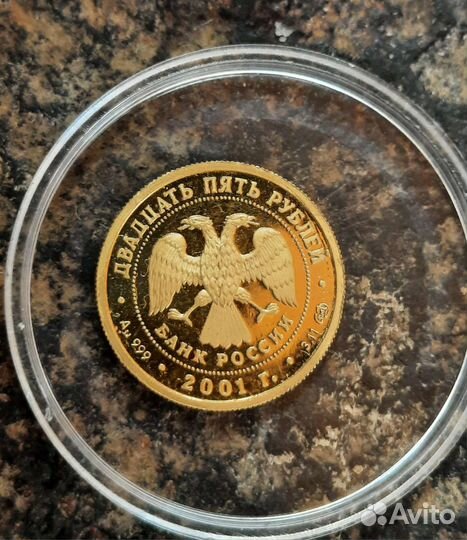 ДВАДЦАТЬ ПЯТЬ РУБЛЕЙ
БАНК РОССИИ
Au 999
3,11
2001 г.
Avito